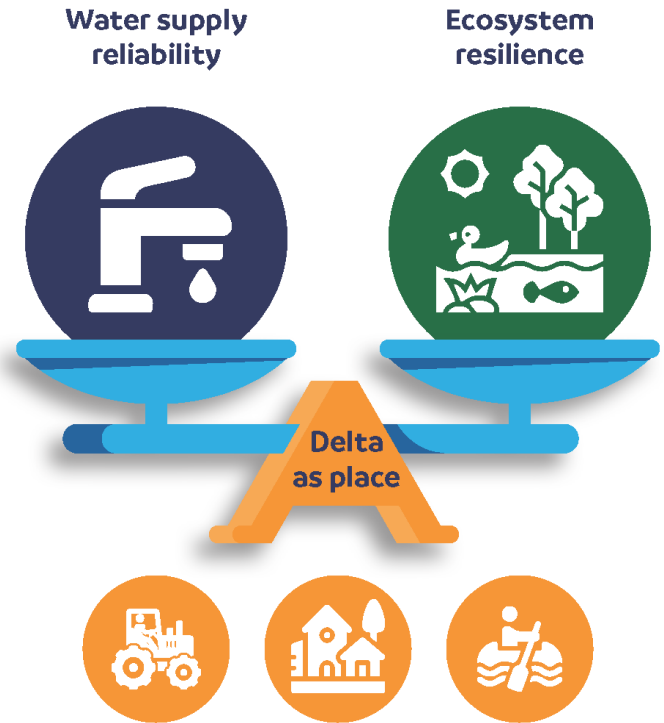 Water supply
reliability
Ecosystem
resilience
Delta
as place